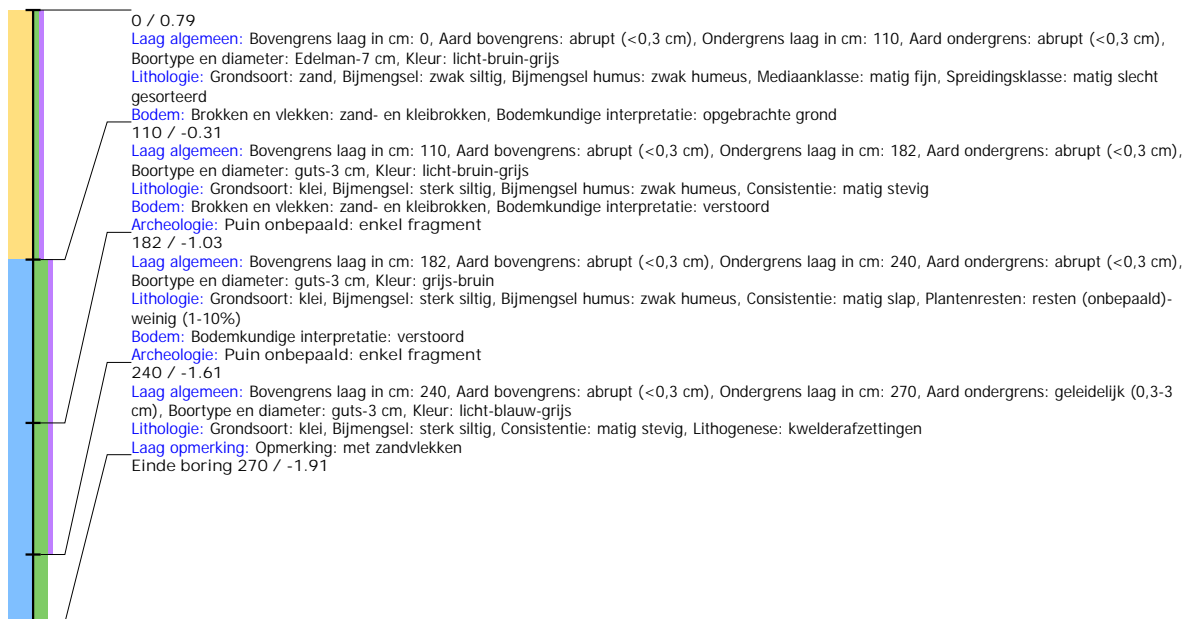 0 / 0.79
Laag algemeen: Bovengrens laag in cm: 0, Aard bovengrens: abrupt (<0,3 cm), Ondergrens laag in cm: 110, Aard ondergrens: abrupt (<0,3 cm),
Boortype en diameter: Edelman-7 cm, Kleur: licht-bruin-grijs
Lithologie: Grondsoort: zand, Bijmengsel: zwak siltig, Bijmengsel humus: zwak humeus, Mediaanklasse: matig fijn, Spreidingsklasse: matig slecht
gesorteerd
Bodem: Brokken en vlekken: zand- en kleibrokken, Bodemkundige interpretatie: opgebrachte grond
110 / -0.31
Laag algemeen: Bovengrens laag in cm: 110, Aard bovengrens: abrupt (<0,3 cm), Ondergrens laag in cm: 182, Aard ondergrens: abrupt (<0,3 cm),
Boortype en diameter: guts-3 cm, Kleur: licht-bruin-grijs
Lithologie: Grondsoort: klei, Bijmengsel: sterk siltig, Bijmengsel humus: zwak humeus, Consistentie: matig stevig
Bodem: Brokken en vlekken: zand- en kleibrokken, Bodemkundige interpretatie: verstoord
Archeologie: Puin onbepaald: enkel fragment
182 / -1.03
Laag algemeen: Bovengrens laag in cm: 182, Aard bovengrens: abrupt (<0,3 cm), Ondergrens laag in cm: 240, Aard ondergrens: abrupt (<0,3 cm),
Boortype en diameter: guts-3 cm, Kleur: grijs-bruin
Lithologie: Grondsoort: klei, Bijmengsel: sterk siltig, Bijmengsel humus: zwak humeus, Consistentie: matig slap, Plantenresten: resten (onbepaald)-
weinig (1-10%)
Bodem: Bodemkundige interpretatie: verstoord
Archeologie: Puin onbepaald: enkel fragment
240 / -1.61
Laag algemeen: Bovengrens laag in cm: 240, Aard bovengrens: abrupt (<0,3 cm), Ondergrens laag in cm: 270, Aard ondergrens: geleidelijk (0,3-3
cm), Boortype en diameter: guts-3 cm, Kleur: licht-blauw-grijs
Lithologie: Grondsoort: klei, Bijmengsel: sterk siltig, Consistentie: matig stevig, Lithogenese: kwelderafzettingen
Laag opmerking: Opmerking: met zandvlekken
Einde boring 270 / -1.91